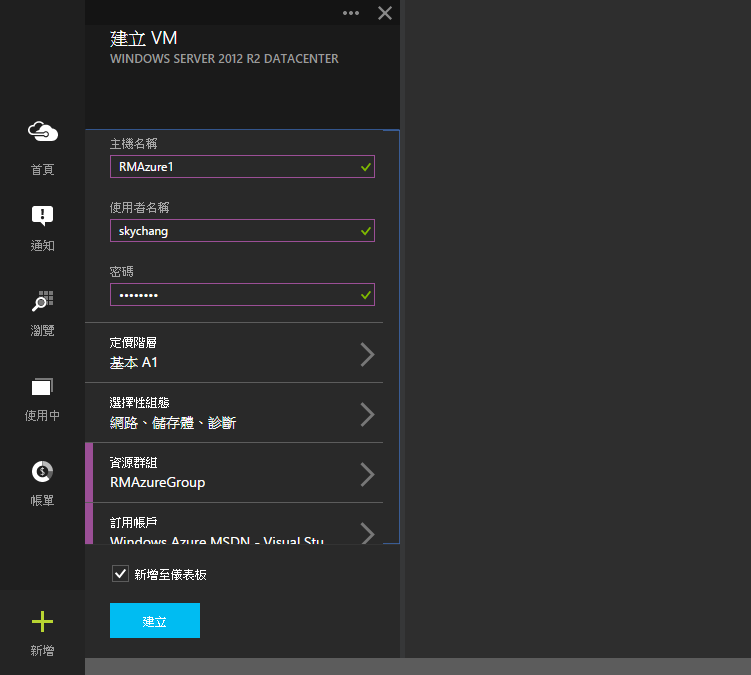 建立 VM
WINDOWS SERVER 2012 R2 DATACENTER
主機名稱
RMAzure1
使用者名稱
skychang
密碼
••••••••
定價階層
基本 A1
選擇性組態
網路、儲存體、診斷
資源群組
RMAzureGroup
訂用帳戶
Windows Azure MSDN - Visual Stu
新增至儀表板
建立
首頁
通知
瀏覽
使用中
帳單
新增